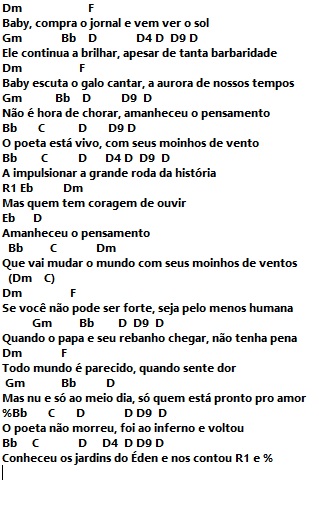 Dm F
Baby, compra o jornal e vem ver o sol
Gm Bb D D4 D D9 D
Ele continua a brilhar, apesar de tanta barbaridade
Dm F
Baby escuta o galo cantar, a aurora de nossos tempos
Gm Bb D D9 D
Não é hora de chorar, amanheceu o pensamento
Bb C D D9 D
O poeta está vivo, com seus moinhos de vento
Bb C D D4 D D9 D
A impulsionar a grande roda da história
R1 Eb Dm
Mas quem tem coragem de ouvir
Eb D
Amanheceu o pensamento
Bb C Dm
Que vai mudar o mundo com seus moinhos de ventos
(Dm C)
Dm F
Se você não pode ser forte, seja pelo menos humana
Gm Bb D D9 D
Quando o papa e seu rebanho chegar, não tenha pena
Dm F
Todo mundo é parecido, quando sente dor
Gm Bb D
Mas nu e só ao meio dia, só quem está pronto pro amor
%Bb C D D D9 D
O poeta não morreu, foi ao inferno e voltou
Bb C D D4 D D9 D
Conheceu os jardins do Éden e nos contou R1 e %